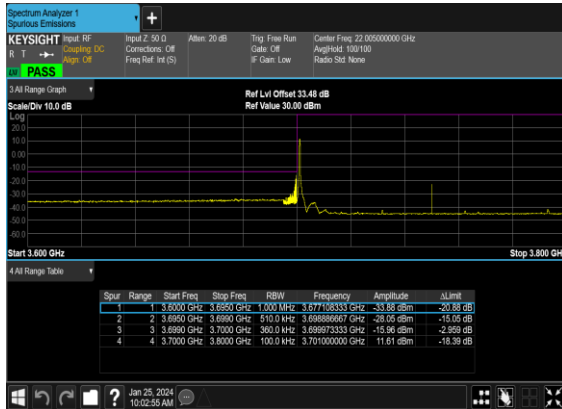 Spectrum Analyzer 1
Spurious Emissions
+
KEYSIGHT
R T
LXI
PASS
Input: RF
Coupling: DC
Align: Off
Input Z: 50 Ω
Corrections: Off
Freq Ref: Int (S)
Atten: 20 dB
Trig: Free Run
Gate: Off
IF Gain: Low
Center Freq: 22.005000000 GHz
Avg|Hold: 100/100
Radio Std: None
3 All Range Graph
Ref Lvl Offset 33.48 dB
Scale/Div 10.0 dB
Ref Value 30.00 dBm
Log
20.0
10.0
0.00
-10.0
-20.0
-30.0
-40.0
-50.0
-60.0
Start 3.600 GHz
Stop 3.800 GH
4 All Range Table
Spur Range Start Freq Stop Freq RBW Frequency Amplitude ΔLimit
1 1 3.6000 GHz 3.6950 GHz 1.000 MHz 3.677108333 GHz -33.88 dBm -20.88 dB
2 2 3.6950 GHz 3.6990 GHz 510.0 kHz 3.698886667 GHz -28.05 dBm -15.05 dB
3 3 3.6990 GHz 3.7000 GHz 360.0 kHz 3.699973333 GHz -15.96 dBm -2.959 dB
4 4 3.7000 GHz 3.8000 GHz 100.0 kHz 3.701000000 GHz 11.61 dBm -18.39 dB
?
Jan 25, 2024
10:02:55 AM